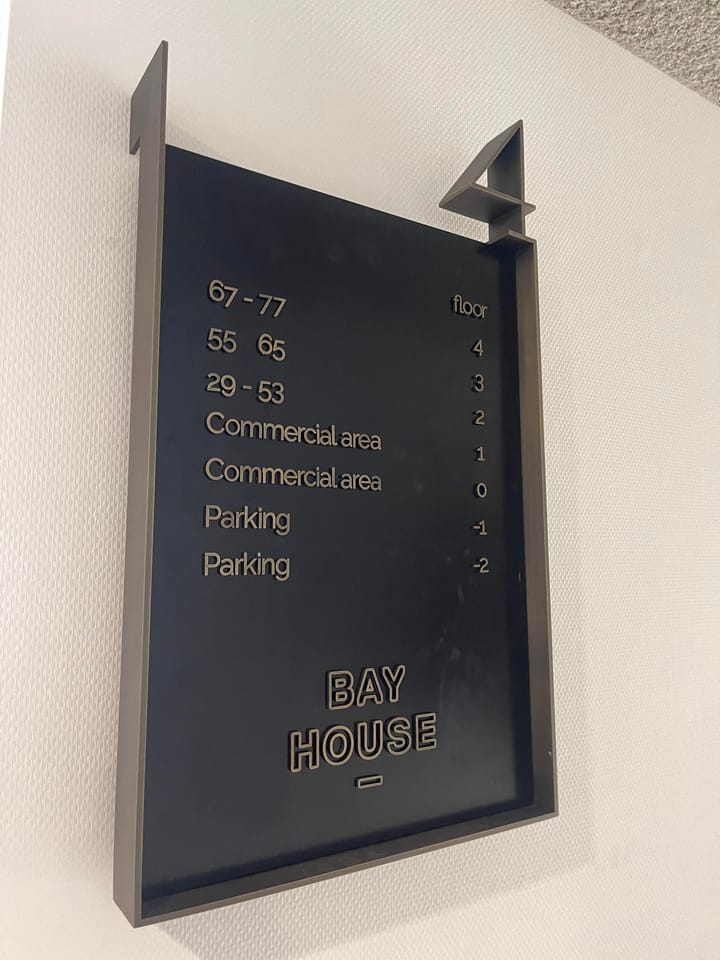 67 - 77
55 65
29 - 53
Commercial area
Commercial area
Parking
Parking
floor
4
3
2
1
0
-1
-2
BAY
HOUSE